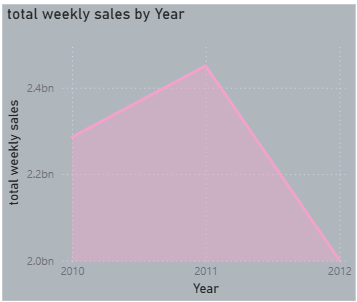 total weekly sales by Year
total weekly sales
2.4bn
2.2bn
2.0bn
2010
2011
2012
Year